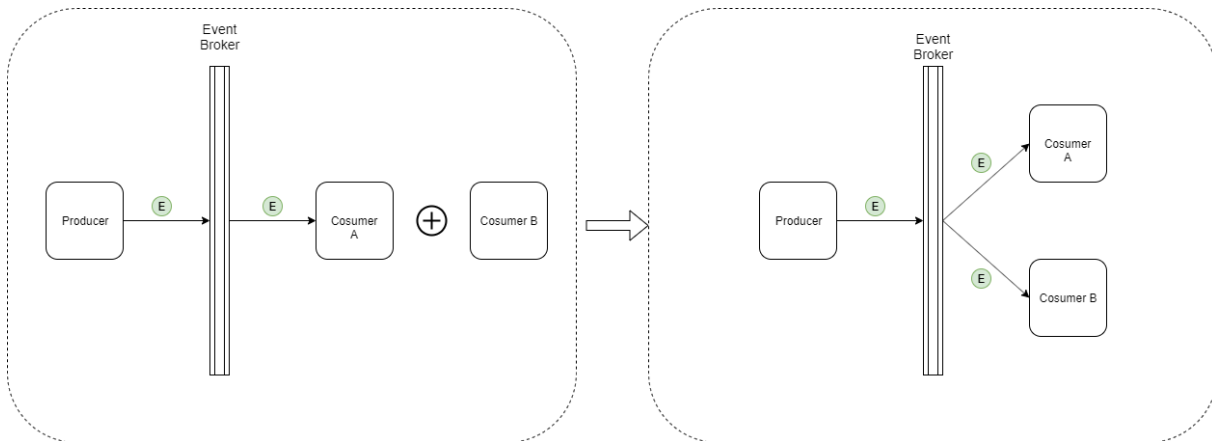 Event
Broker
Producer
E
E
Cosumer
A
Cosumer B
Event
Broker
Producer
E
E
Cosumer
A
E
Cosumer B